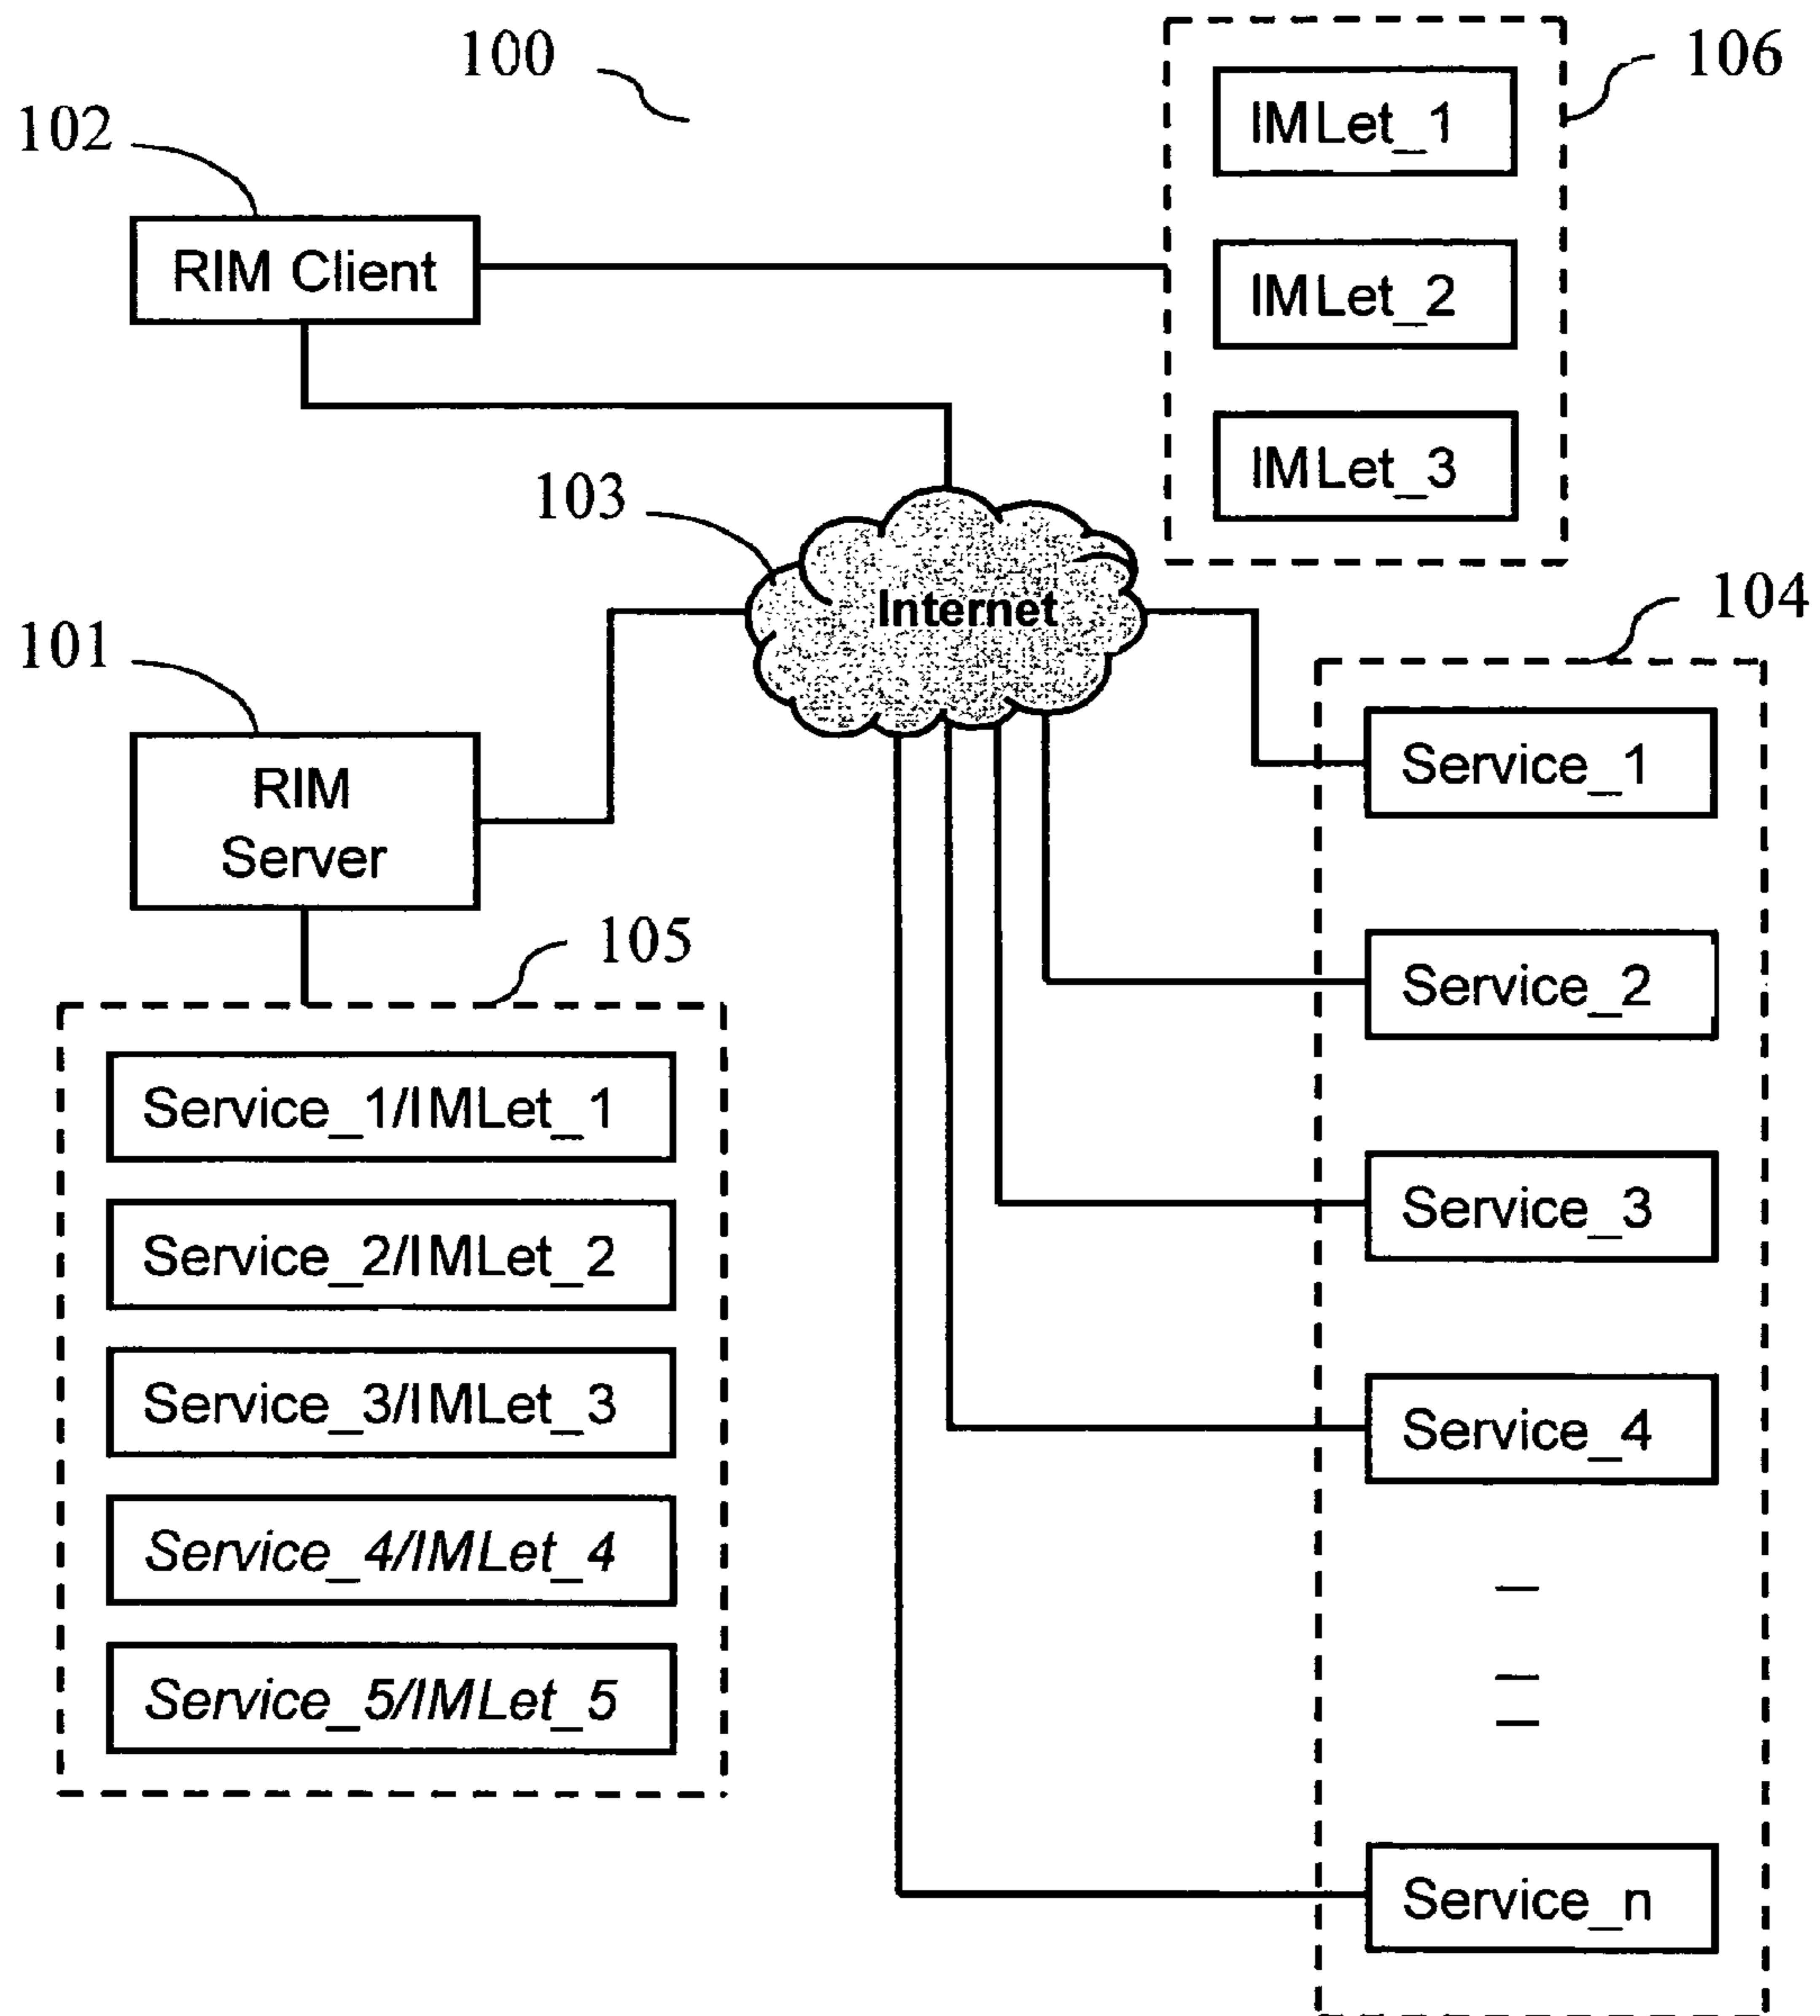 100
106
IMLet_1
102
RIM Client
IMLet_2
IMLet_3
103
Internet
104
101
Service_1
RIM
Server
105
Service_2
Service_1/IMLet_1
Service_3
Service_2/IMLet_2
Service_3/IMLet_3
Service_4
Service_4/IMLet_4
Service_5/IMLet_5
Service_n